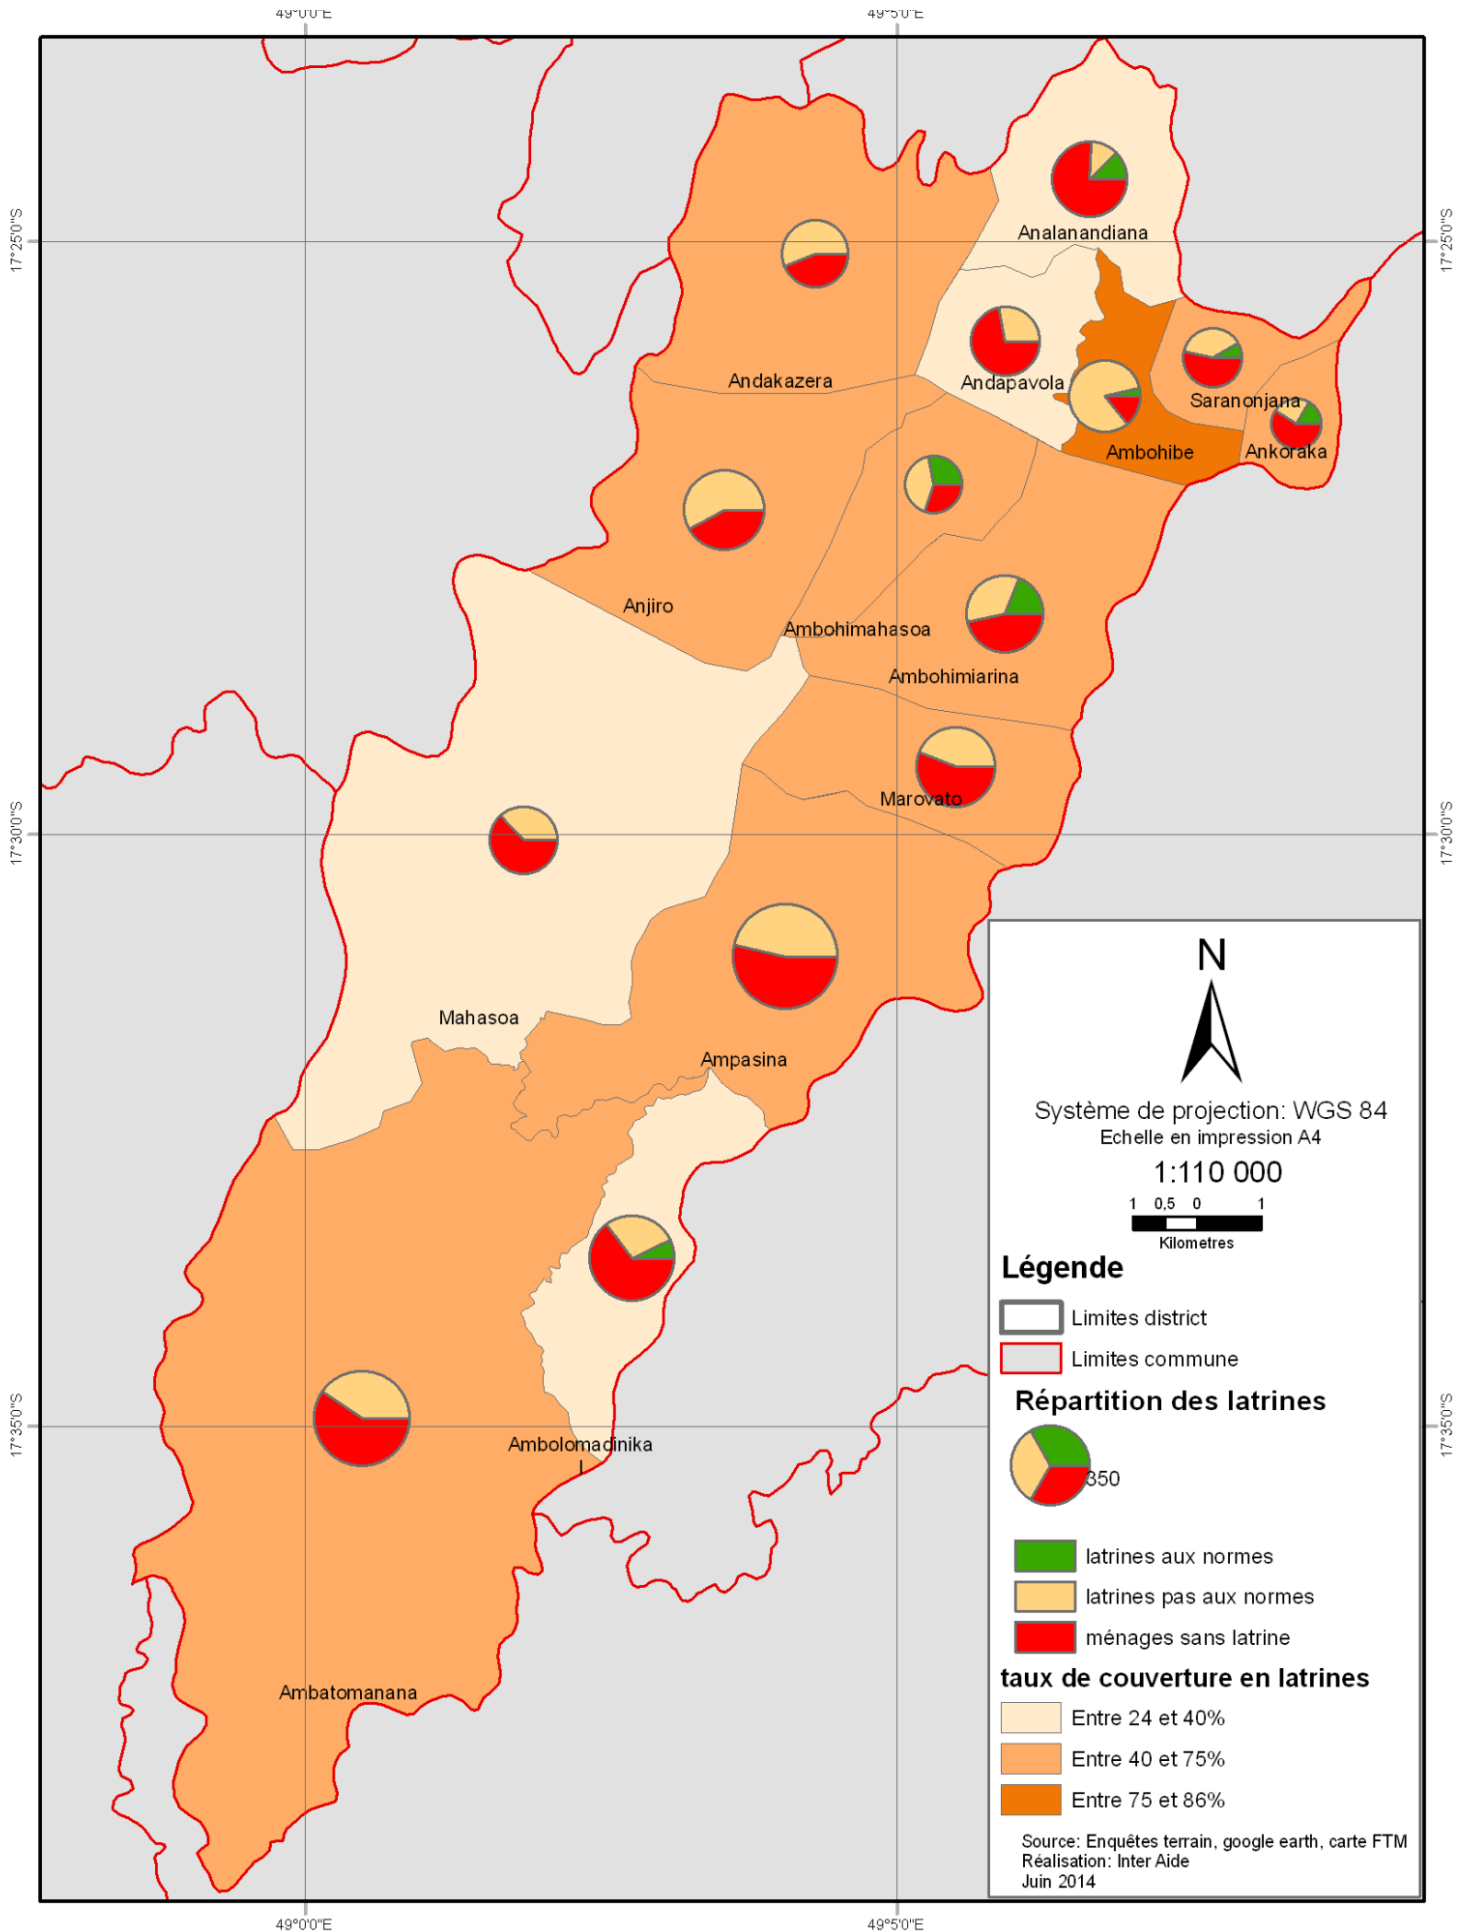 49°0'0"E
49°5'0"E
17°25'0"S
17°25'0"S
Analanandiana
Andakazera
Andapavola
Saranonjana
Ambohibe
Ankoraka
Anjiro
Ambohimahasoa
Ambohimiarina
Marovato
17°30'0"S
17°30'0"S
Mahasoa
Ampasina
Ambolomadinika
Ambatomanana
17°35'0"S
17°35'0"S
N
Système de projection: WGS 84
Echelle en impression A4
1:110 000
1 0,5 0 1
Kilometres
Légende
Limites district
Limites commune
Répartition des latrines
350
latrines aux normes
latrines pas aux normes
ménages sans latrine
taux de couverture en latrines
Entre 24 et 40%
Entre 40 et 75%
Entre 75 et 86%
Source: Enquêtes terrain, google earth, carte FTM
Réalisation: Inter Aide
Juin 2014
49°0'0"E
49°5'0"E